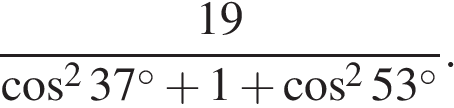 19
cos² 37° + 1 + cos² 53° .